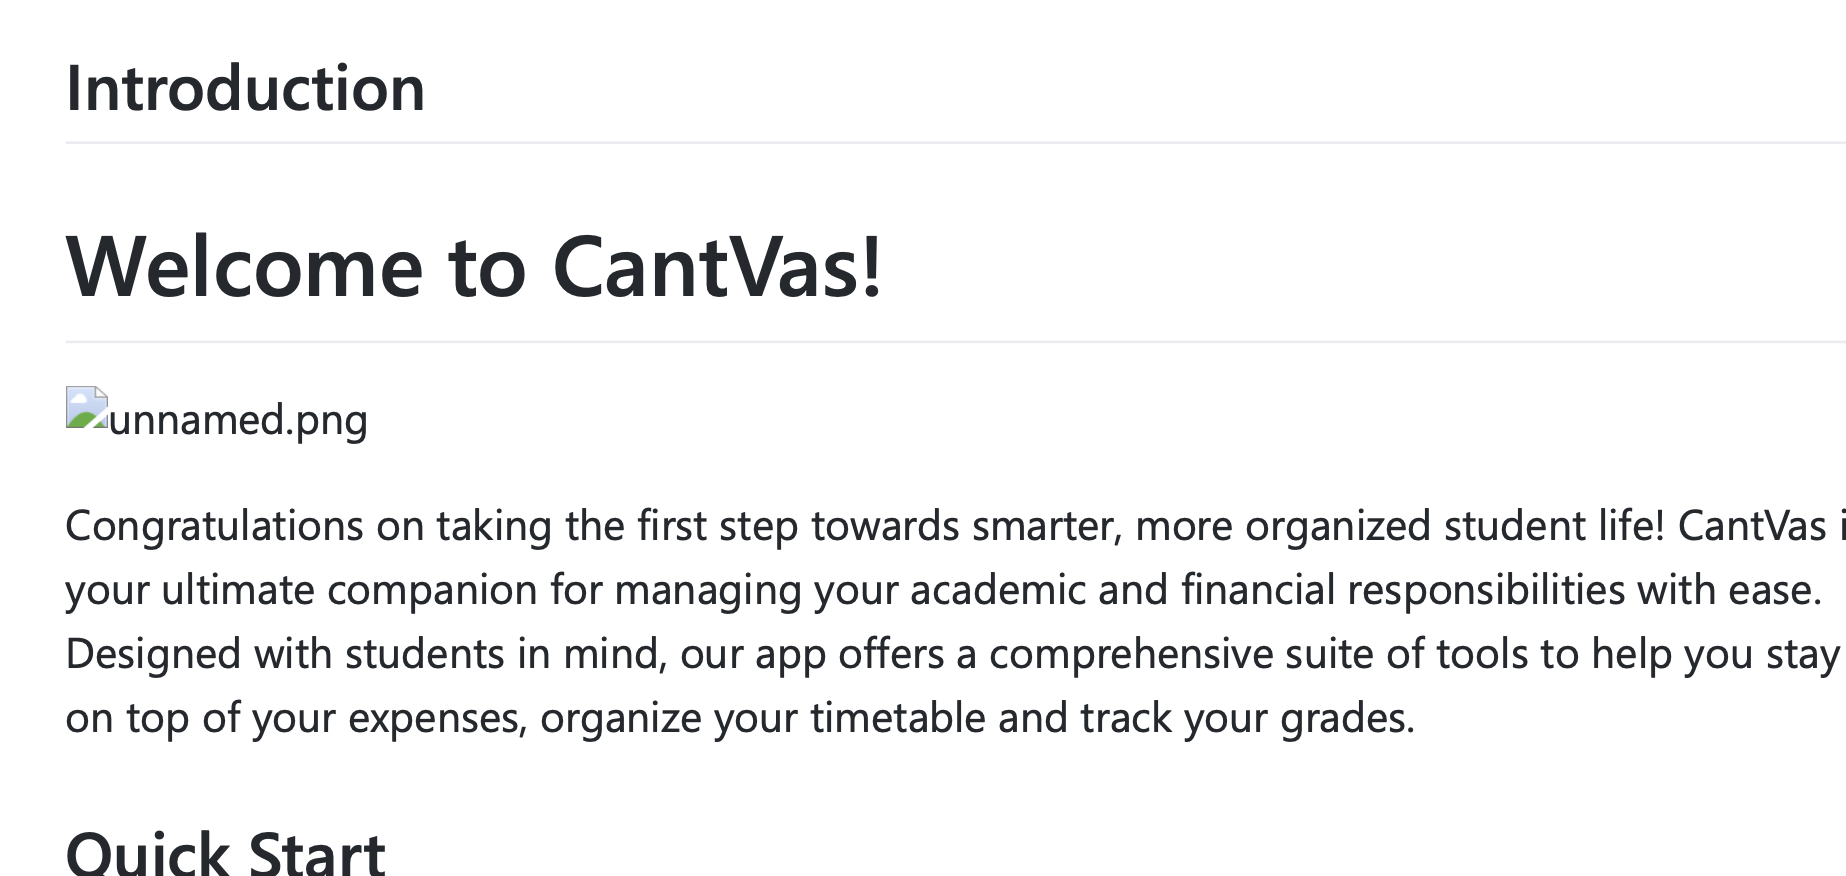 Introduction
Welcome to CantVas!
unnamed.png
Congratulations on taking the first step towards smarter, more organized student life! CantVas
your ultimate companion for managing your academic and financial responsibilities with ease.
Designed with students in mind, our app offers a comprehensive suite of tools to help you stay
on top of your expenses, organize your timetable and track your grades.
Quick Start